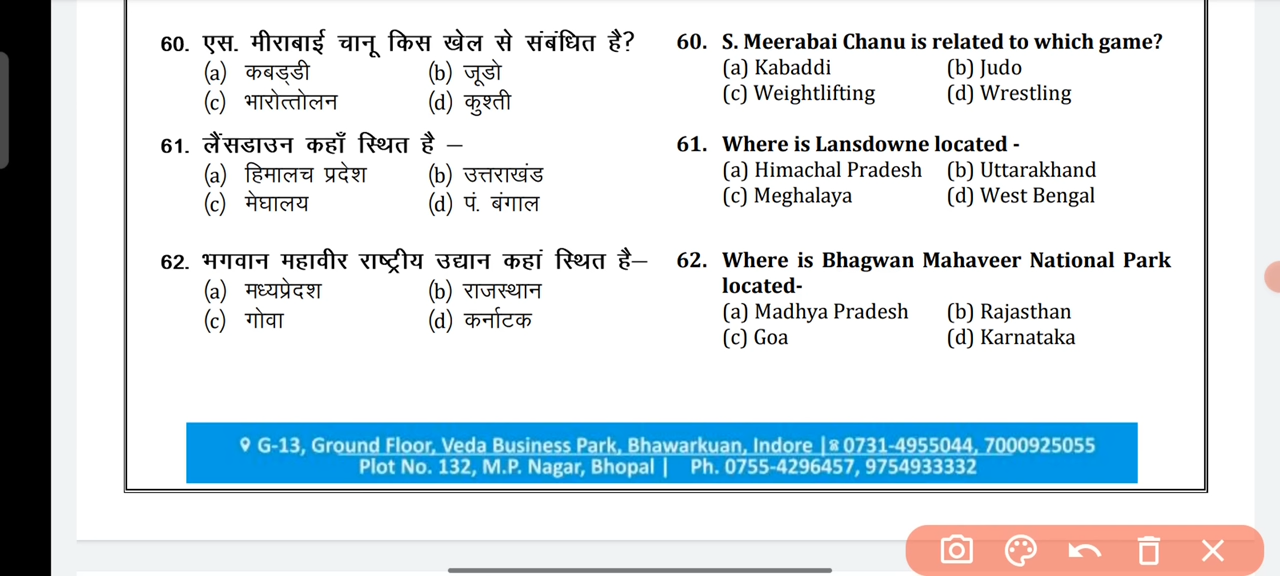 60. एस. मीराबाई चानू किस खेल से संबंधित है?
(a) कबड्डी (b) जूडो
(c) भारोत्तोलन (d) कुश्ती
61. लैंसडाउन कहाँ स्थित है –
(a) हिमालच प्रदेश (b) उत्तराखंड
(c) मेघालय (d) पं. बंगाल
62. भगवान महावीर राष्ट्रीय उद्यान कहां स्थित है–
(a) मध्यप्रेदश (b) राजस्थान
(c) गोवा (d) कर्नाटक
60. S. Meerabai Chanu is related to which game?
(a) Kabaddi (b) Judo
(c) Weightlifting (d) Wrestling
61. Where is Lansdowne located -
(a) Himachal Pradesh (b) Uttarakhand
(c) Meghalaya (d) West Bengal
62. Where is Bhagwan Mahaveer National Park
located-
(a) Madhya Pradesh (b) Rajasthan
(c) Goa (d) Karnataka
G-13, Ground Floor, Veda Business Park, Bhawarkuan, Indore | 0731-4955044, 7000925055
Plot No. 132, M.P. Nagar, Bhopal | Ph. 0755-4296457, 9754933332